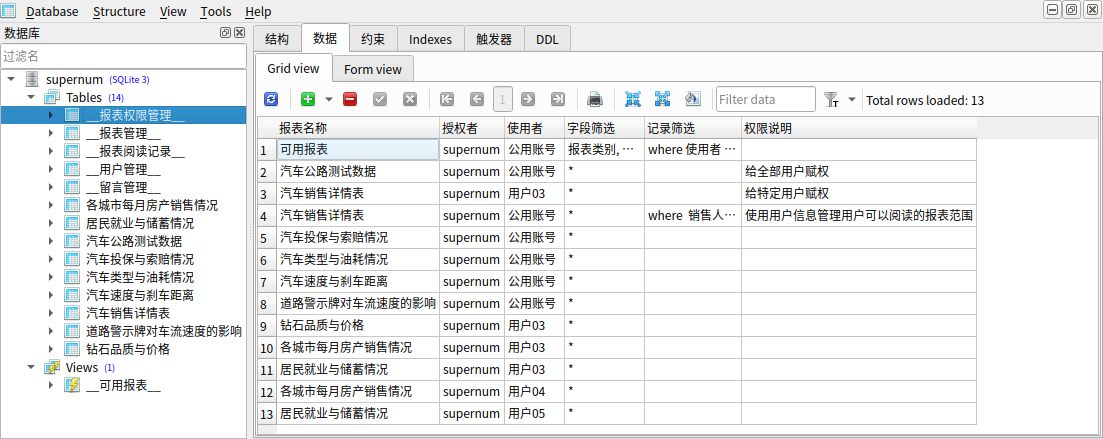 Database Structure View Tools Help
数据库
过滤名
supernum (SQLite 3)
Tables (14)
__报表权限管理__
__报表管理__
__报表阅读记录__
__用户管理__
__留言管理__
各城市每月房产销售情况
居民就业与储蓄情况
汽车公路测试数据
汽车投保与索赔情况
汽车类型与油耗情况
汽车速度与刹车距离
汽车销售详情表
道路警示牌对车流速度的影响
钻石品质与价格
Views (1)
__可用报表__
结构 数据 约束 Indexes 触发器 DDL
Grid view Form view
1 Filter data Total rows loaded: 13
报表名称 授权者 使用者 字段筛选 记录筛选 权限说明
1 可用报表 supernum 公用账号 报表类别, … where 使用者 …
2 汽车公路测试数据 supernum 公用账号 * 给全部用户赋权
3 汽车销售详情表 supernum 用户03 * 给特定用户赋权
4 汽车销售详情表 supernum 公用账号 * where 销售人… 使用用户信息管理用户可以阅读的报表范围
5 汽车投保与索赔情况 supernum 公用账号 *
6 汽车类型与油耗情况 supernum 公用账号 *
7 汽车速度与刹车距离 supernum 公用账号 *
8 道路警示牌对车流速度的影响 supernum 公用账号 *
9 钻石品质与价格 supernum 用户03 *
10 各城市每月房产销售情况 supernum 用户03 *
11 居民就业与储蓄情况 supernum 用户03 *
12 各城市每月房产销售情况 supernum 用户04 *
13 居民就业与储蓄情况 supernum 用户05 *